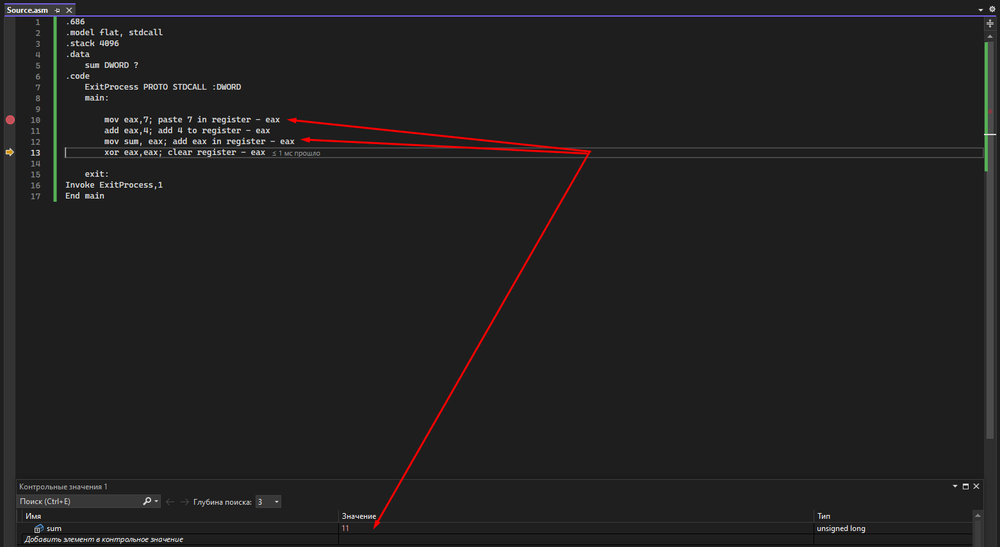 Source.asm
1 .686
2 .model flat, stdcall
3 .stack 4096
4 .data
5 sum DWORD ?
6 .code
7 ExitProcess PROTO STDCALL :DWORD
8 main:
9
10 mov eax,7; paste 7 in register - eax
11 add eax,4; add 4 to register - eax
12 mov sum, eax; add eax in register - eax
13 xor eax,eax; clear register - eax ≤ 1 мс прошло
14
15 exit:
16 Invoke ExitProcess,1
17 End main
Контрольные значения 1
Поиск (Ctrl+E) Глубина поиска: 3
Имя Значение Тип
sum 11 unsigned long
Добавить элемент в контрольное значение